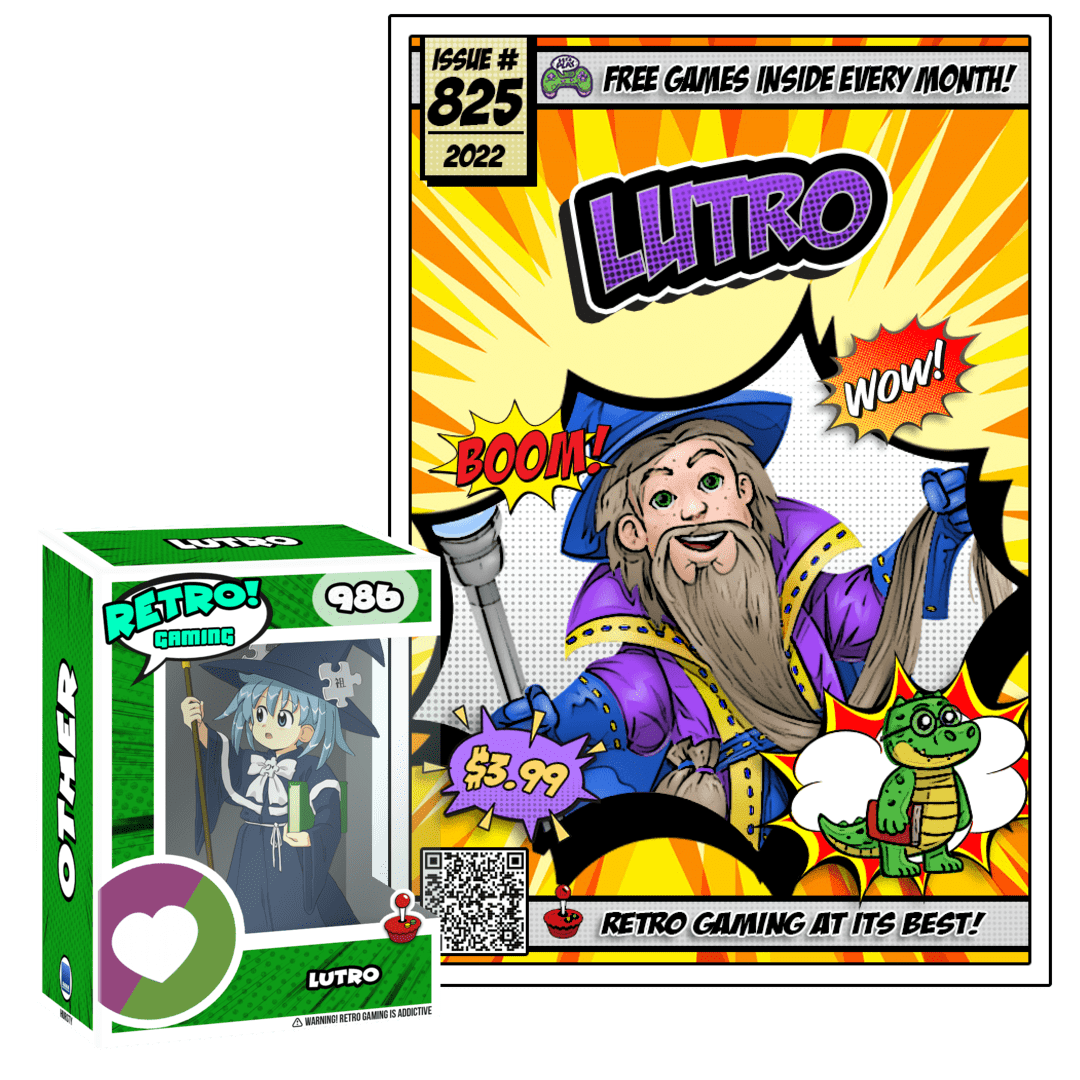 ISSUE #
825
2022
FREE GAMES INSIDE EVERY MONTH!
LUTRO
WOW!
BOOM!
$3.99
RETRO GAMING AT ITS BEST!
LUTRO
RETRO!
GAMING
986
OTHER
祖
LUTRO
WARNING! RETRO GAMING IS ADDICTIVE